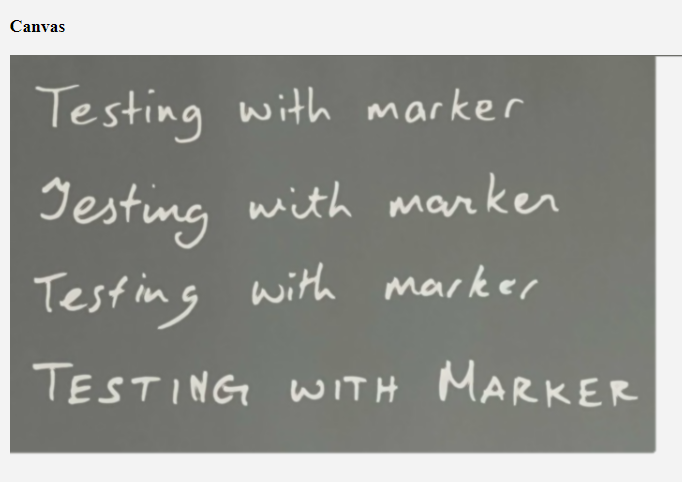 Canvas
Testing with marker
Testing with marker
Testing with marker
TESTING WITH MARKER